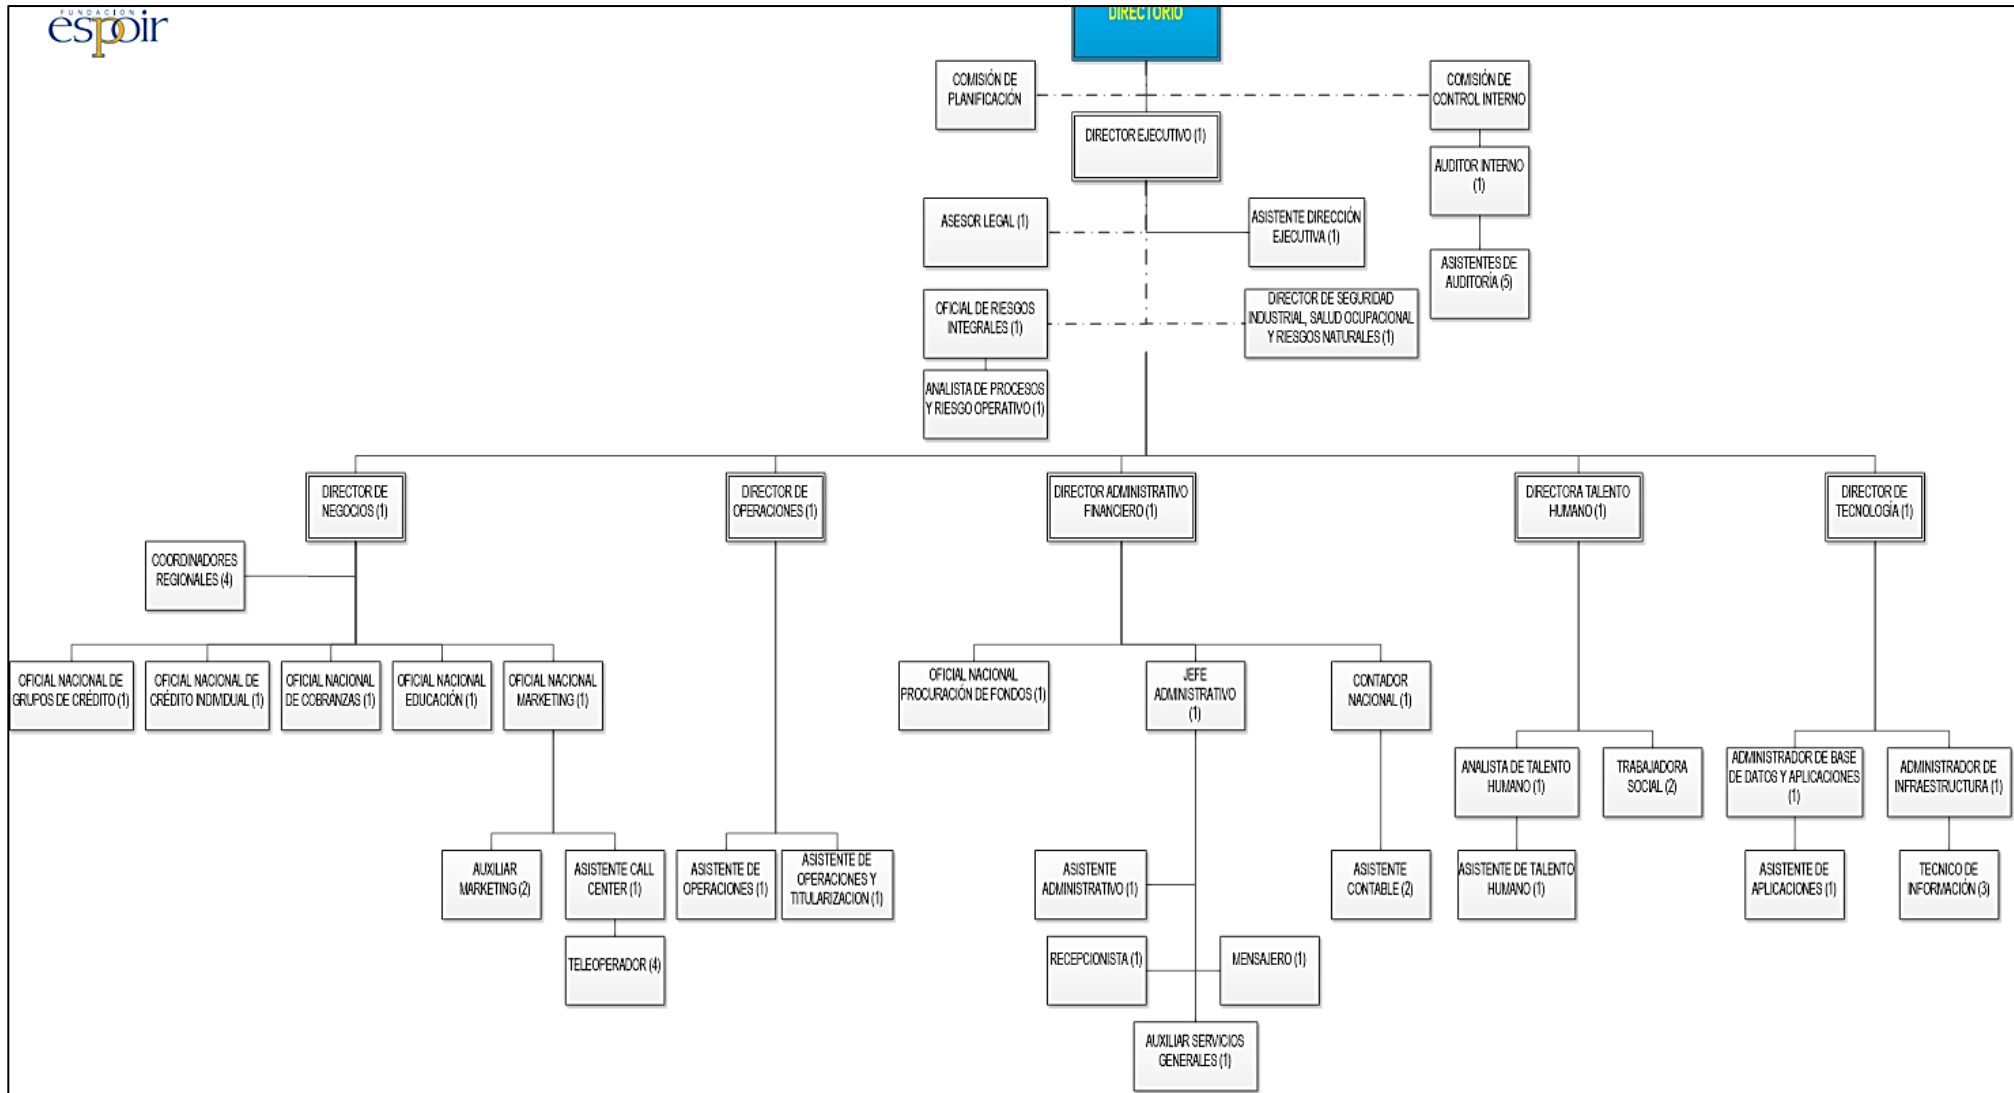 FUNDACIÓN
espoir
DIRECTORIO
COMISIÓN DE
PLANIFICACIÓN
COMISIÓN DE
CONTROL INTERNO
DIRECTOR EJECUTIVO (1)
AUDITOR INTERNO
(1)
ASESOR LEGAL (1)
ASISTENTE DIRECCIÓN
EJECUTIVA (1)
ASISTENTES DE
AUDITORÍA (5)
OFICIAL DE RIESGOS
INTEGRALES (1)
DIRECTOR DE SEGURIDAD
INDUSTRIAL, SALUD OCUPACIONAL
Y RIESGOS NATURALES (1)
ANALISTA DE PROCESOS
Y RIESGO OPERATIVO (1)
DIRECTOR DE
NEGOCIOS (1)
DIRECTOR DE
OPERACIONES (1)
DIRECTOR ADMINISTRATIVO
FINANCIERO (1)
DIRECTORA TALENTO
HUMANO (1)
DIRECTOR DE
TECNOLOGÍA (1)
COORDINADORES
REGIONALES (4)
OFICIAL NACIONAL DE
GRUPOS DE CRÉDITO (1)
OFICIAL NACIONAL DE
CRÉDITO INDIVIDUAL (1)
OFICIAL NACIONAL
DE COBRANZAS (1)
OFICIAL NACIONAL
EDUCACIÓN (1)
OFICIAL NACIONAL
MARKETING (1)
OFICIAL NACIONAL
PROCURACIÓN DE FONDOS (1)
JEFE
ADMINISTRATIVO
(1)
CONTADOR
NACIONAL (1)
ANALISTA DE TALENTO
HUMANO (1)
TRABAJADORA
SOCIAL (2)
ADMINISTRADOR DE BASE
DE DATOS Y APLICACIONES
(1)
ADMINISTRADOR DE
INFRAESTRUCTURA (1)
AUXILIAR
MARKETING (2)
ASISTENTE CALL
CENTER (1)
ASISTENTE DE
OPERACIONES (1)
ASISTENTE DE
OPERACIONES Y
TITULARIZACION (1)
ASISTENTE
ADMINISTRATIVO (1)
ASISTENTE
CONTABLE (2)
ASISTENTE DE TALENTO
HUMANO (1)
ASISTENTE DE
APLICACIONES (1)
TECNICO DE
INFORMACIÓN (3)
TELEOPERADOR (4)
RECEPCIONISTA (1)
MENSAJERO (1)
AUXILIAR SERVICIOS
GENERALES (1)